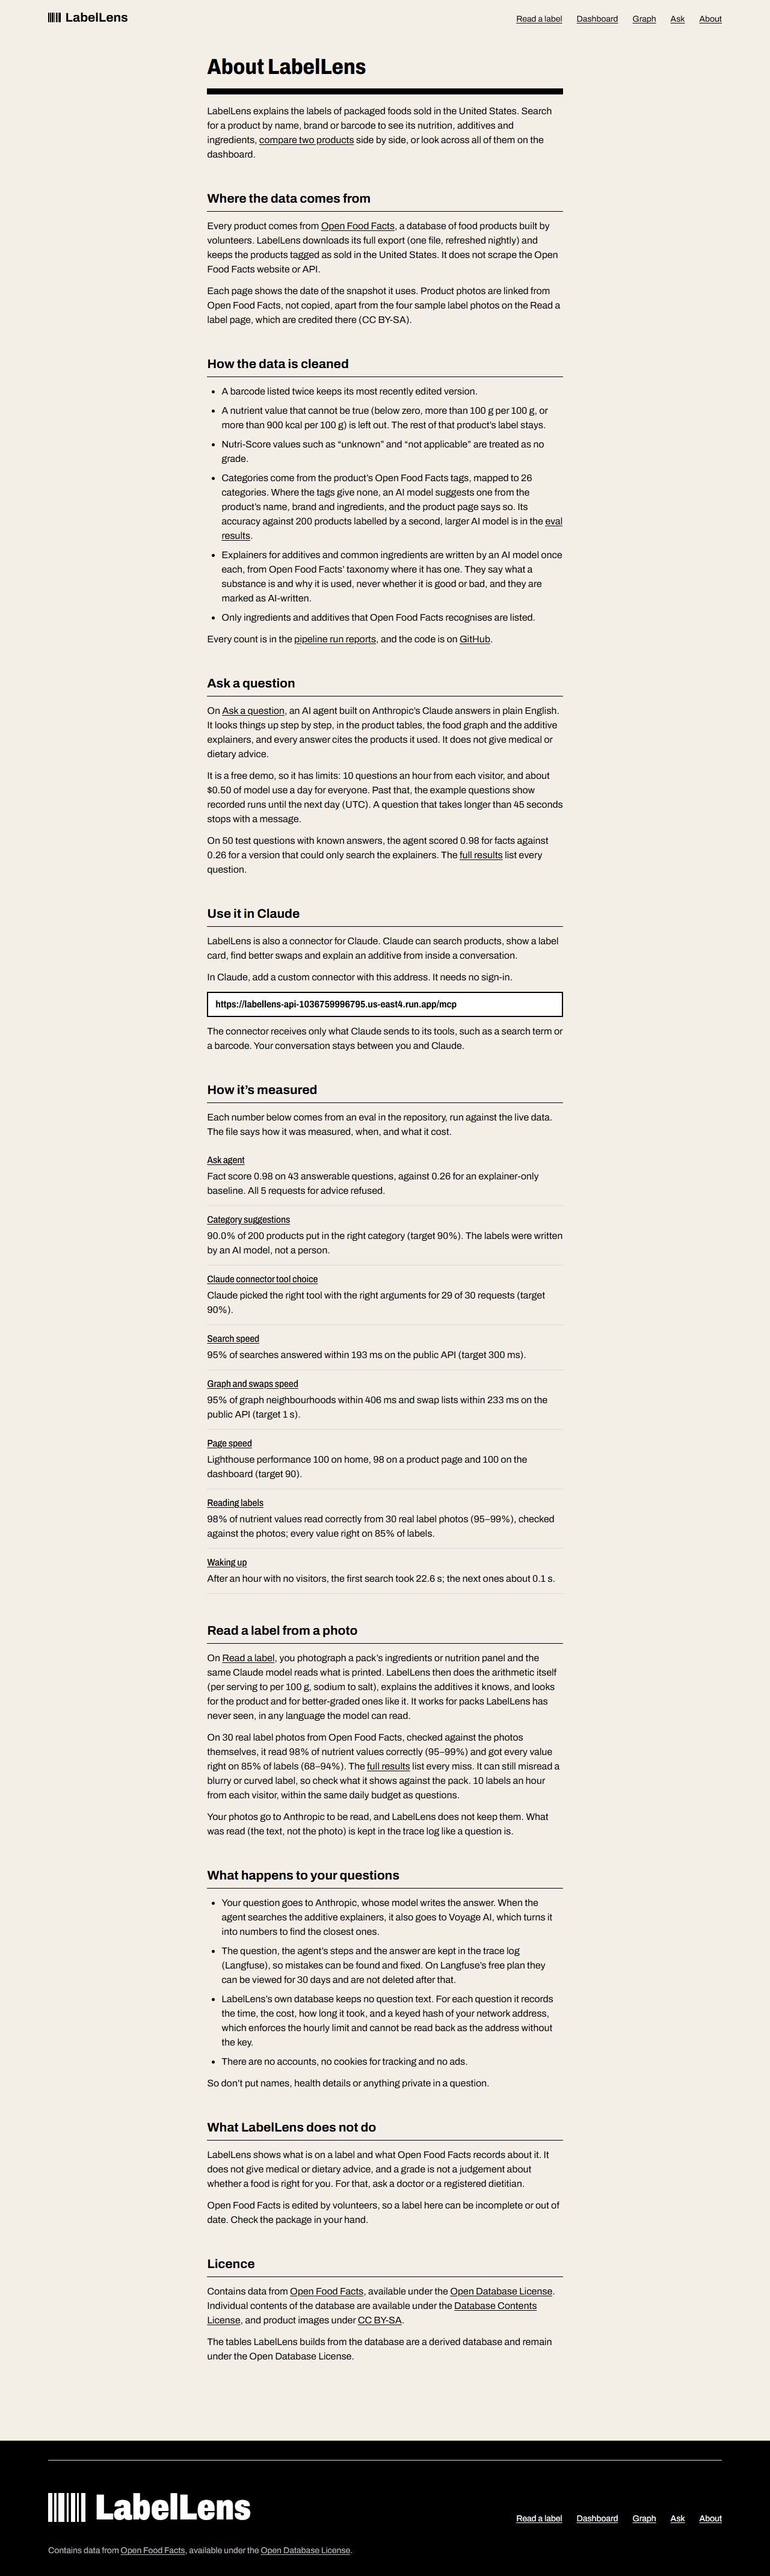 LabelLens
Read a label Dashboard Graph Ask About
About LabelLens
LabelLens explains the labels of packaged foods sold in the United States. Search
for a product by name, brand or barcode to see its nutrition, additives and
ingredients, compare two products side by side, or look across all of them on the
dashboard.
Where the data comes from
Every product comes from Open Food Facts, a database of food products built by
volunteers. LabelLens downloads its full export (one file, refreshed nightly) and
keeps the products tagged as sold in the United States. It does not scrape the Open
Food Facts website or API.
Each page shows the date of the snapshot it uses. Product photos are linked from
Open Food Facts, not copied, apart from the four sample label photos on the Read a
label page, which are credited there (CC BY-SA).
How the data is cleaned
• A barcode listed twice keeps its most recently edited version.
• A nutrient value that cannot be true (below zero, more than 100 g per 100 g, or
more than 900 kcal per 100 g) is left out. The rest of that product’s label stays.
• Nutri-Score values such as “unknown” and “not applicable” are treated as no
grade.
• Categories come from the product’s Open Food Facts tags, mapped to 26
categories. Where the tags give none, an AI model suggests one from the
product’s name, brand and ingredients, and the product page says so. Its
accuracy against 200 products labelled by a second, larger AI model is in the eval
results.
• Explainers for additives and common ingredients are written by an AI model once
each, from Open Food Facts’ taxonomy where it has one. They say what a
substance is and why it is used, never whether it is good or bad, and they are
marked as AI-written.
• Only ingredients and additives that Open Food Facts recognises are listed.
Every count is in the pipeline run reports, and the code is on GitHub.
Ask a question
On Ask a question, an AI agent built on Anthropic’s Claude answers in plain English.
It looks things up step by step, in the product tables, the food graph and the additive
explainers, and every answer cites the products it used. It does not give medical or
dietary advice.
It is a free demo, so it has limits: 10 questions an hour from each visitor, and about
$0.50 of model use a day for everyone. Past that, the example questions show
recorded runs until the next day (UTC). A question that takes longer than 45 seconds
stops with a message.
On 50 test questions with known answers, the agent scored 0.98 for facts against
0.26 for a version that could only search the explainers. The full results list every
question.
Use it in Claude
LabelLens is also a connector for Claude. Claude can search products, show a label
card, find better swaps and explain an additive from inside a conversation.
In Claude, add a custom connector with this address. It needs no sign-in.
https://labellens-api-1036759996795.us-east4.run.app/mcp
The connector receives only what Claude sends to its tools, such as a search term or
a barcode. Your conversation stays between you and Claude.
How it’s measured
Each number below comes from an eval in the repository, run against the live data.
The file says how it was measured, when, and what it cost.
Ask agent
Fact score 0.98 on 43 answerable questions, against 0.26 for an explainer-only
baseline. All 5 requests for advice refused.
Category suggestions
90.0% of 200 products put in the right category (target 90%). The labels were written
by an AI model, not a person.
Claude connector tool choice
Claude picked the right tool with the right arguments for 29 of 30 requests (target
90%).
Search speed
95% of searches answered within 193 ms on the public API (target 300 ms).
Graph and swaps speed
95% of graph neighbourhoods within 406 ms and swap lists within 233 ms on the
public API (target 1 s).
Page speed
Lighthouse performance 100 on home, 98 on a product page and 100 on the
dashboard (target 90).
Reading labels
98% of nutrient values read correctly from 30 real label photos (95–99%), checked
against the photos; every value right on 85% of labels.
Waking up
After an hour with no visitors, the first search took 22.6 s; the next ones about 0.1 s.
Read a label from a photo
On Read a label, you photograph a pack’s ingredients or nutrition panel and the
same Claude model reads what is printed. LabelLens then does the arithmetic itself
(per serving to per 100 g, sodium to salt), explains the additives it knows, and looks
for the product and for better-graded ones like it. It works for packs LabelLens has
never seen, in any language the model can read.
On 30 real label photos from Open Food Facts, checked against the photos
themselves, it read 98% of nutrient values correctly (95–99%) and got every value
right on 85% of labels (68–94%). The full results list every miss. It can still misread a
blurry or curved label, so check what it shows against the pack. 10 labels an hour
from each visitor, within the same daily budget as questions.
Your photos go to Anthropic to be read, and LabelLens does not keep them. What
was read (the text, not the photo) is kept in the trace log like a question is.
What happens to your questions
• Your question goes to Anthropic, whose model writes the answer. When the
agent searches the additive explainers, it also goes to Voyage AI, which turns it
into numbers to find the closest ones.
• The question, the agent’s steps and the answer are kept in the trace log
(Langfuse), so mistakes can be found and fixed. On Langfuse’s free plan they
can be viewed for 30 days and are not deleted after that.
• LabelLens’s own database keeps no question text. For each question it records
the time, the cost, how long it took, and a keyed hash of your network address,
which enforces the hourly limit and cannot be read back as the address without
the key.
• There are no accounts, no cookies for tracking and no ads.
So don’t put names, health details or anything private in a question.
What LabelLens does not do
LabelLens shows what is on a label and what Open Food Facts records about it. It
does not give medical or dietary advice, and a grade is not a judgement about
whether a food is right for you. For that, ask a doctor or a registered dietitian.
Open Food Facts is edited by volunteers, so a label here can be incomplete or out of
date. Check the package in your hand.
Licence
Contains data from Open Food Facts, available under the Open Database License.
Individual contents of the database are available under the Database Contents
License, and product images under CC BY-SA.
The tables LabelLens builds from the database are a derived database and remain
under the Open Database License.
LabelLens
Read a label Dashboard Graph Ask About
Contains data from Open Food Facts, available under the Open Database License.